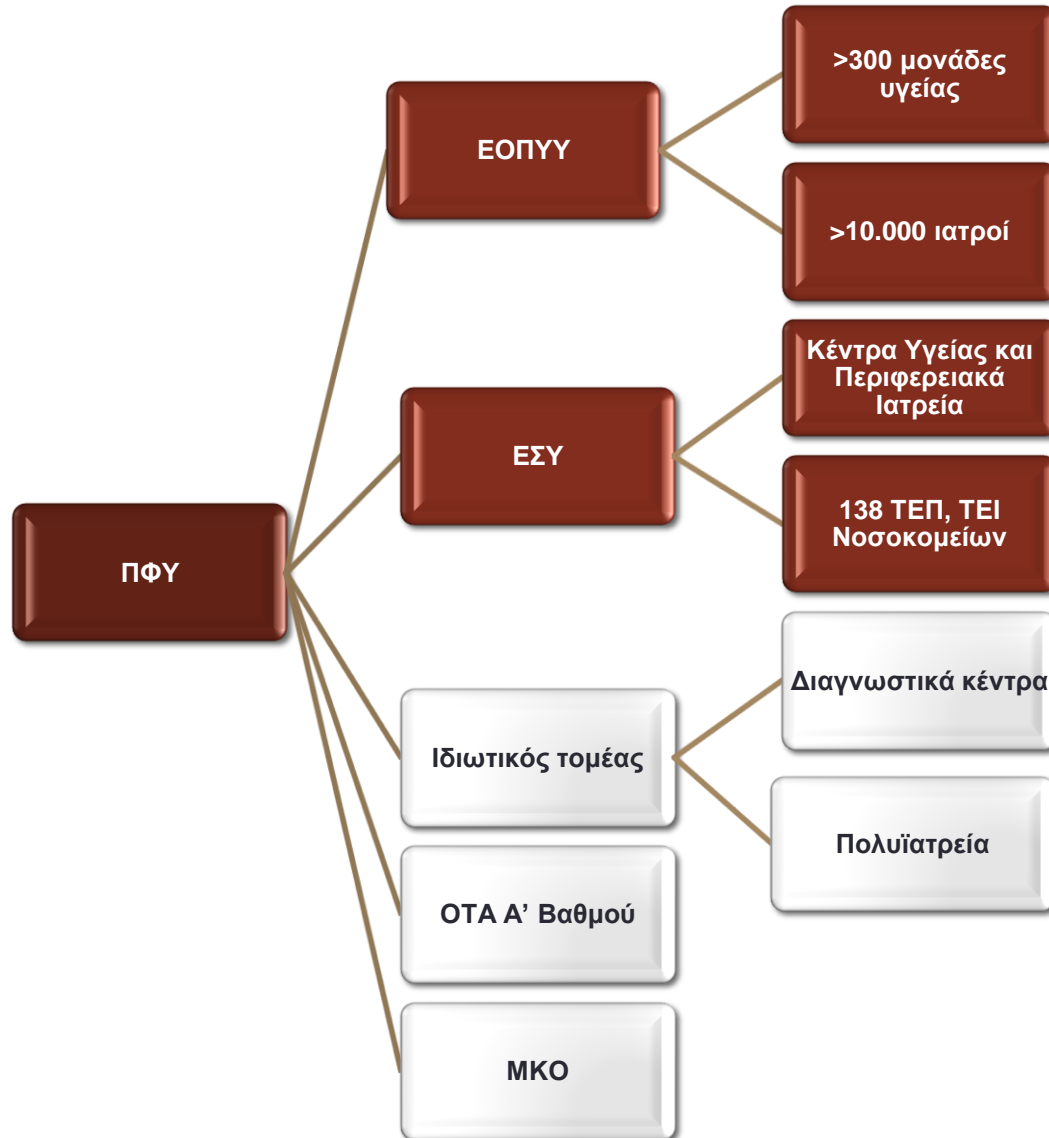 ΠΦΥ
ΕΟΠΥΥ
>300 μονάδες
υγείας
>10.000 ιατροί
ΕΣΥ
Κέντρα Υγείας και
Περιφερειακά
Ιατρεία
138 ΤΕΠ, ΤΕΙ
Νοσοκομείων
Ιδιωτικός τομέας
Διαγνωστικά κέντρα
Πολυϊατρεία
ΟΤΑ Α’ Βαθμού
ΜΚΟ